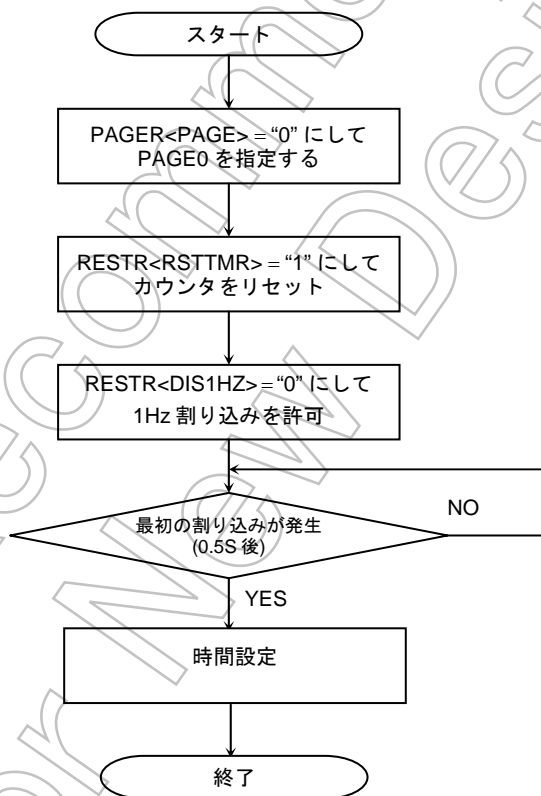 スタート
PAGER<PAGE> = “0” にして
PAGE0 を指定する
RESTR<RSTTMR> = “1” にして
カウンタをリセット
RESTR<DIS1HZ> = “0” にして
1Hz 割り込みを許可
最初の割り込みが発生
(0.5S 後)
NO
YES
時間設定
終了